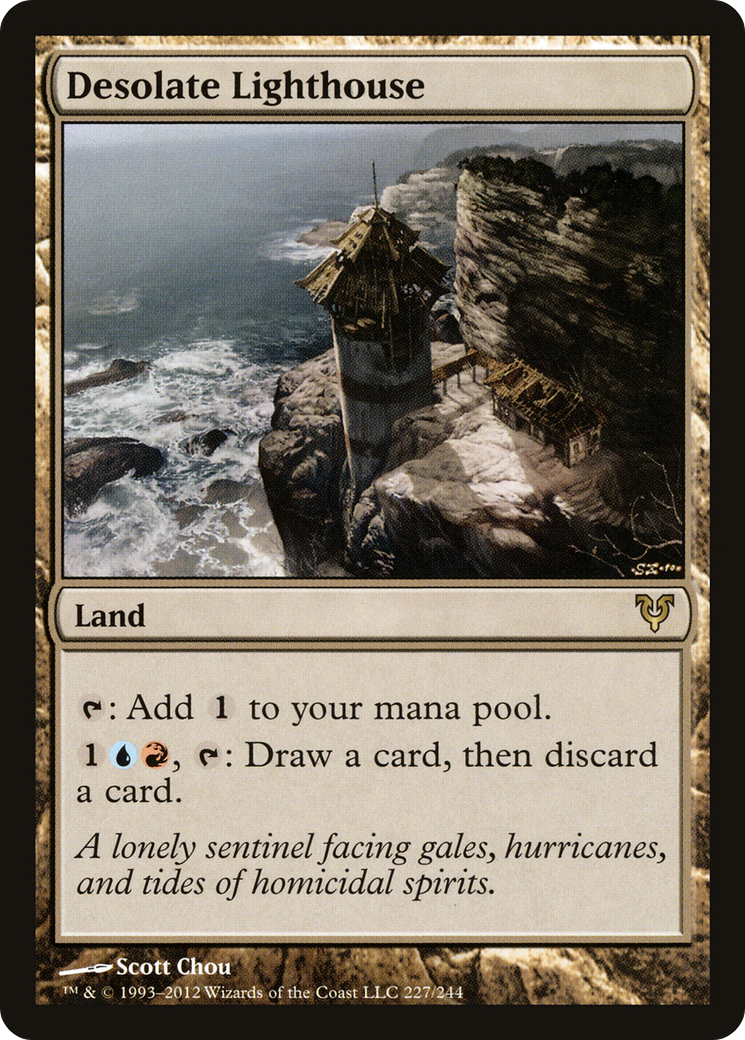 Desolate Lighthouse
Land
: Add 1 to your mana pool.
1, : Draw a card, then discard
a card.
A lonely sentinel facing gales, hurricanes,
and tides of homicidal spirits.
Scott Chou
™ & © 1993–2012 Wizards of the Coast LLC 227/244